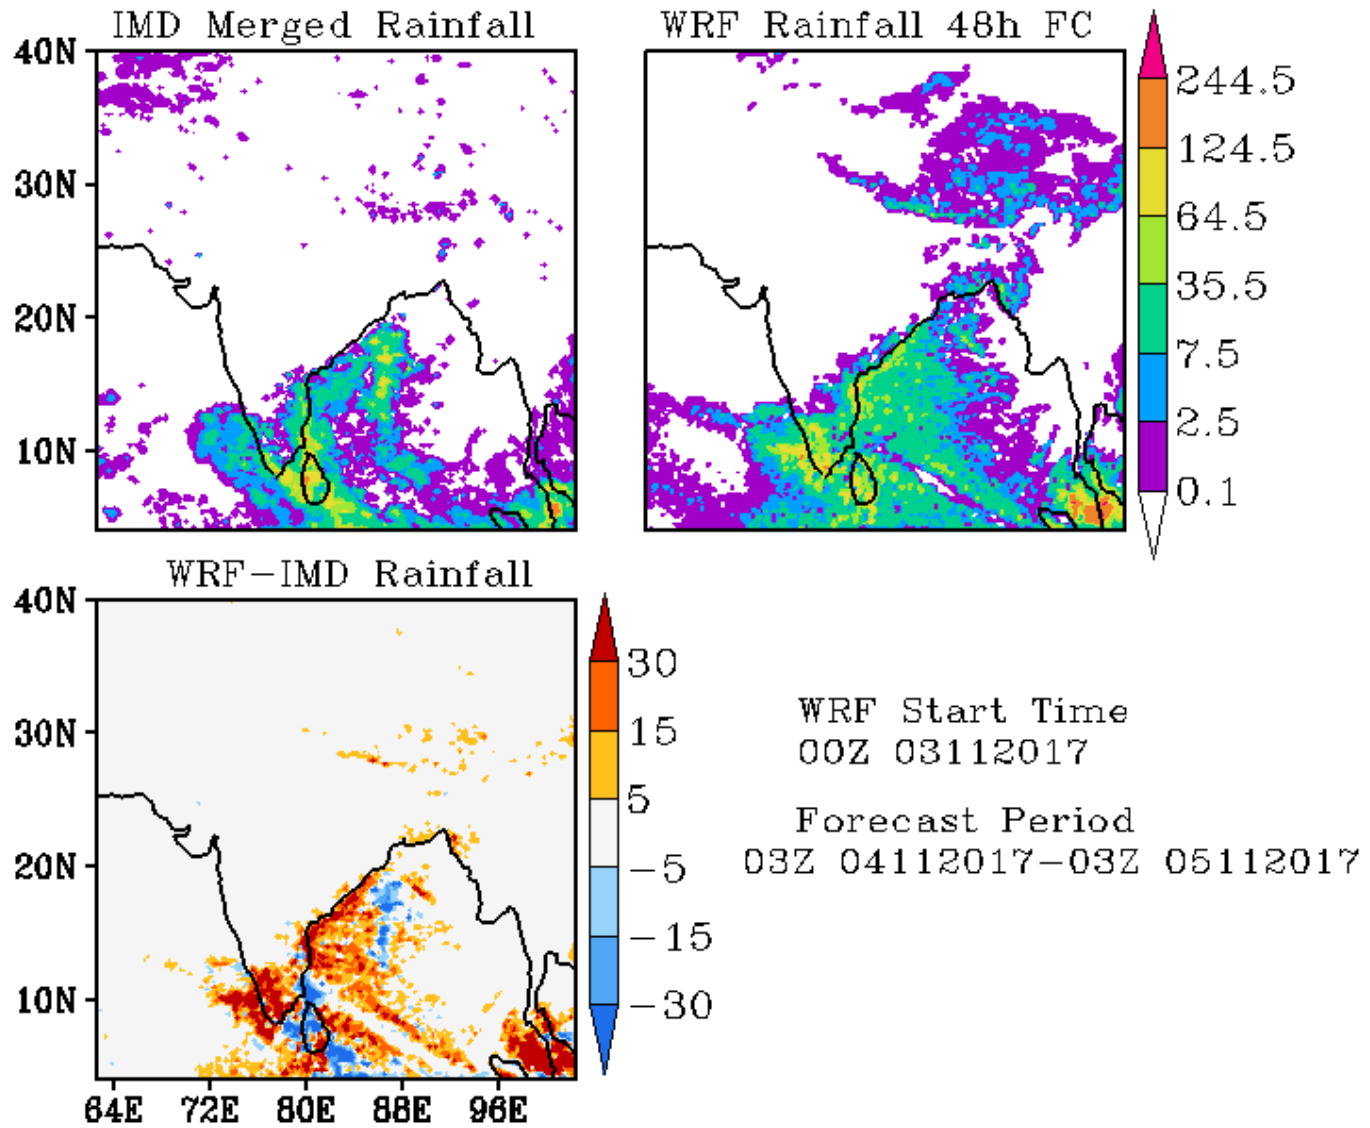 IMD Merged Rainfall
WRF Rainfall 48h FC
40N
30N
20N
10N
244.5
124.5
64.5
35.5
7.5
2.5
0.1
WRF-IMD Rainfall
40N
30N
20N
10N
64E 72E 80E 88E 96E
30
15
5
-5
-15
-30
WRF Start Time
00Z 03112017
Forecast Period
03Z 04112017-03Z 05112017